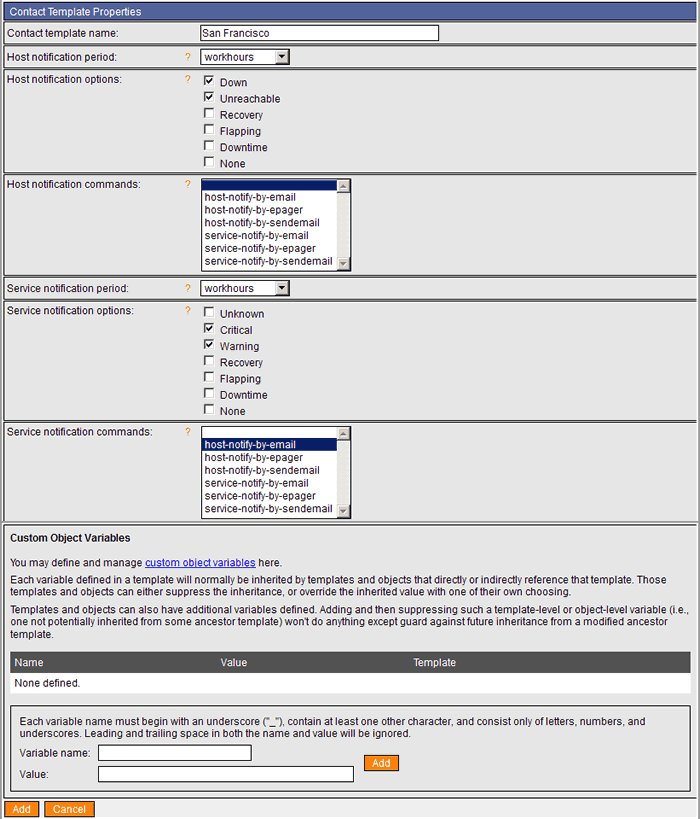 Contact Template Properties
Contact template name: San Francisco
Host notification period: ? workhours
Host notification options: ? Down
Unreachable
Recovery
Flapping
Downtime
None
Host notification commands: ?
host-notify-by-email
host-notify-by-epager
host-notify-by-sendemail
service-notify-by-email
service-notify-by-epager
service-notify-by-sendemail
Service notification period: ? workhours
Service notification options: ? Unknown
Critical
Warning
Recovery
Flapping
Downtime
None
Service notification commands: ?
host-notify-by-email
host-notify-by-epager
host-notify-by-sendemail
service-notify-by-email
service-notify-by-epager
service-notify-by-sendemail
Custom Object Variables
You may define and manage custom object variables here.
Each variable defined in a template will normally be inherited by templates and objects that directly or indirectly reference that template. Those
templates and objects can either suppress the inheritance, or override the inherited value with one of their own choosing.
Templates and objects can also have additional variables defined. Adding and then suppressing such a template-level or object-level variable (i.e.,
one not potentially inherited from some ancestor template) won't do anything except guard against future inheritance from a modified ancestor
template.
Name Value Template
None defined.
Each variable name must begin with an underscore ("_"), contain at least one other character, and consist only of letters, numbers, and
underscores. Leading and trailing space in both the name and value will be ignored.
Variable name:
Add
Value:
Add Cancel